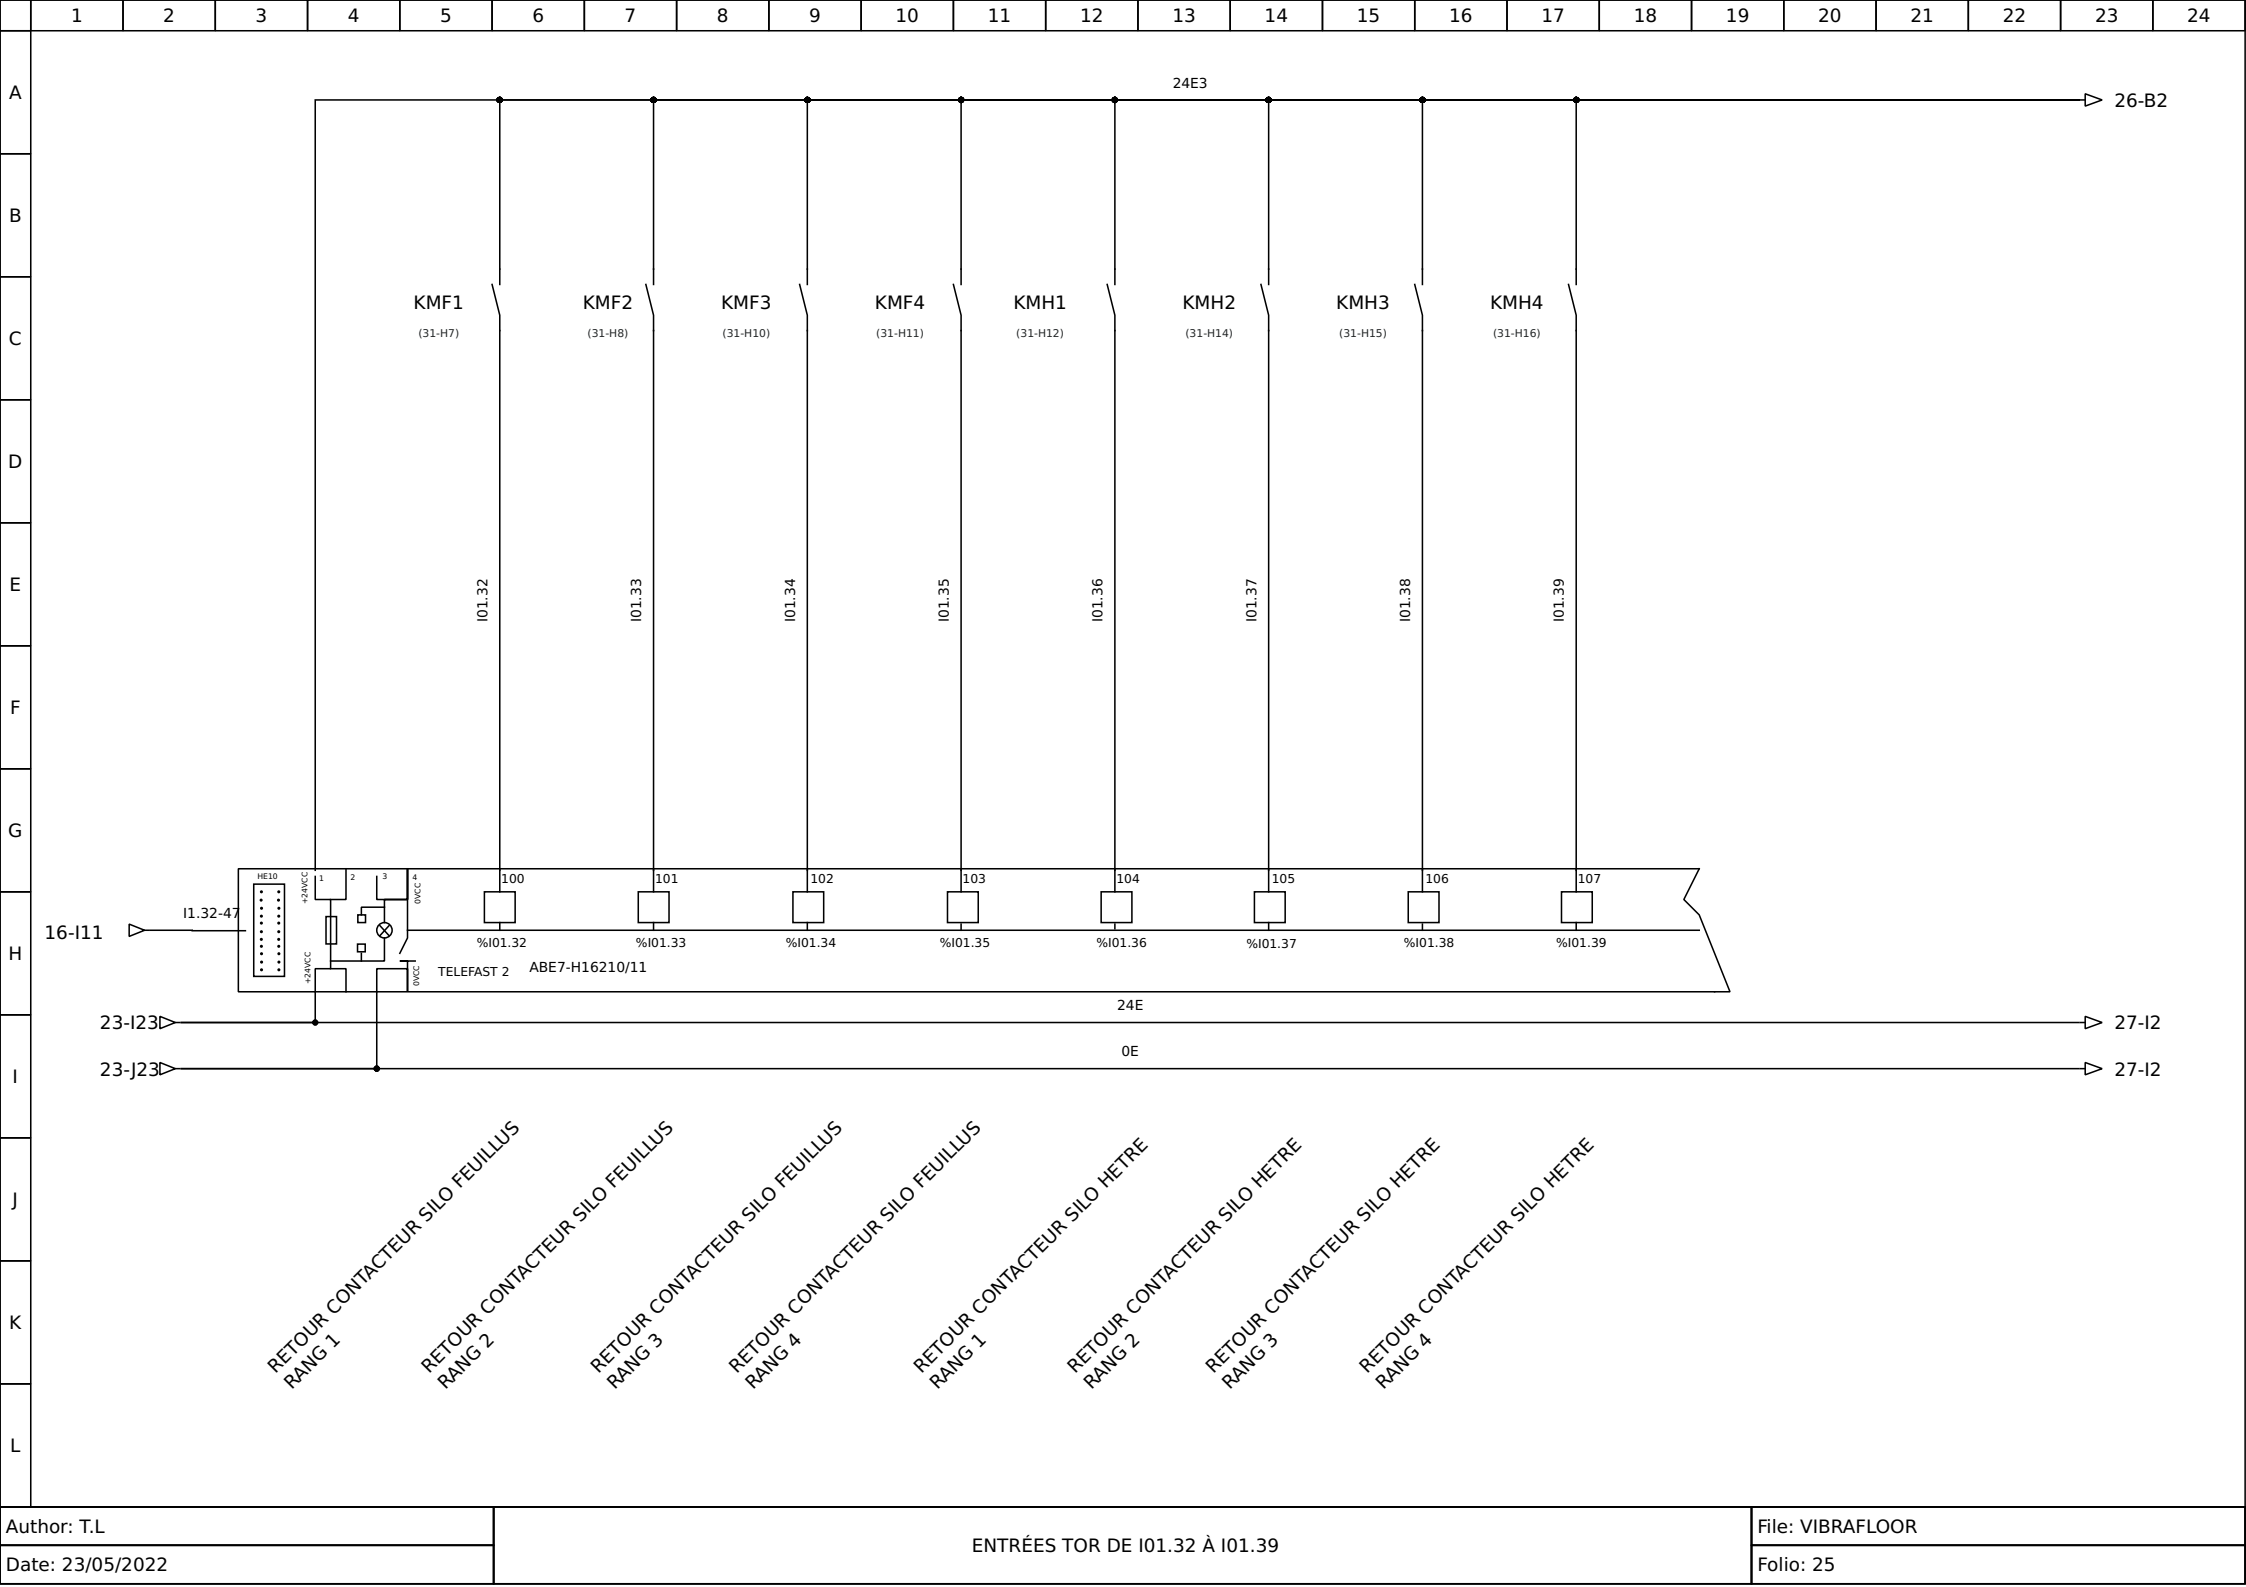 1 2 3 4 5 6 7 8 9 10 11 12 13 14 15 16 17 18 19 20 21 22 23 24
A
B
C
D
E
F
G
H
I
J
K
L
24E3
26-B2
KMF1 KMF2 KMF3 KMF4 KMH1 KMH2 KMH3 KMH4
(31-H7) (31-H8) (31-H10) (31-H11) (31-H12) (31-H14) (31-H15) (31-H16)
I01.32 I01.33 I01.34 I01.35 I01.36 I01.37 I01.38 I01.39
HE10 +24VCC 1 2 3 4 0VCC 100 101 102 103 104 105 106 107
I1.32-47
16-I11
%I01.32 %I01.33 %I01.34 %I01.35 %I01.36 %I01.37 %I01.38 %I01.39
+24VCC 0VCC TELEFAST 2 ABE7-H16210/11
24E
23-I23 27-I2
0E
23-J23 27-I2
RETOUR CONTACTEUR SILO FEUILLUS
RANG 1
RETOUR CONTACTEUR SILO FEUILLUS
RANG 2
RETOUR CONTACTEUR SILO FEUILLUS
RANG 3
RETOUR CONTACTEUR SILO FEUILLUS
RANG 4
RETOUR CONTACTEUR SILO HETRE
RANG 1
RETOUR CONTACTEUR SILO HETRE
RANG 2
RETOUR CONTACTEUR SILO HETRE
RANG 3
RETOUR CONTACTEUR SILO HETRE
RANG 4
Author: T.L
Date: 23/05/2022
ENTRÉES TOR DE I01.32 À I01.39
File: VIBRAFLOOR
Folio: 25